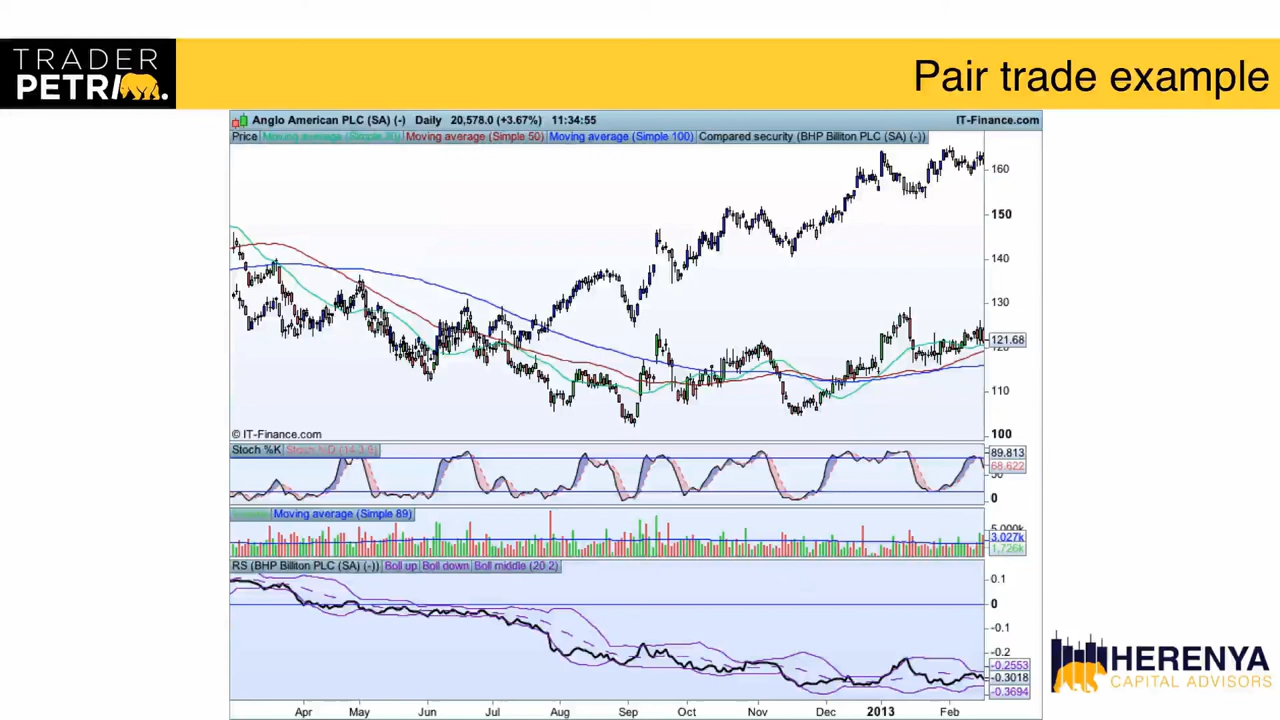 TRADER
PETRI.
Pair trade example
Anglo American PLC (SA) (-) Daily 20,578.0 (+3.67%) 11:34:55 IT-Finance.com
Price Moving average (Simple 50) Moving average (Simple 100) Compared security (BHP Billiton PLC (SA) (-))
160
150
140
130
121.68
110
100
© IT-Finance.com
Stoch %K Stoch %D (14 3 5)
89.813
68.622
0
Moving average (Simple 89)
5,000k
3,027k
1,726k
RS (BHP Billiton PLC (SA) (-)) Boll up Boll down Boll middle (20 2)
0.1
0
-0.1
-0.2
-0.2553
-0.3018
-0.3694
Apr May Jun Jul Aug Sep Oct Nov Dec 2013 Feb
HERENYA
CAPITAL ADVISORS